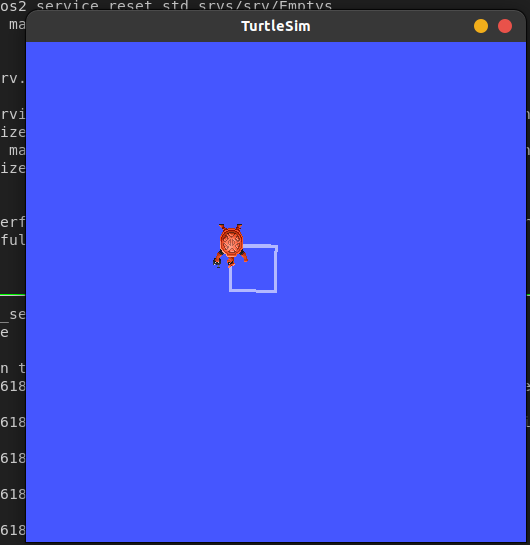 os2 service reset std_srvs/srv/Emptys
ma
TurtleSim
rv.
rvi
ize
ma
ize
erf
ful
_se
e
n t
618
618
618
618
618